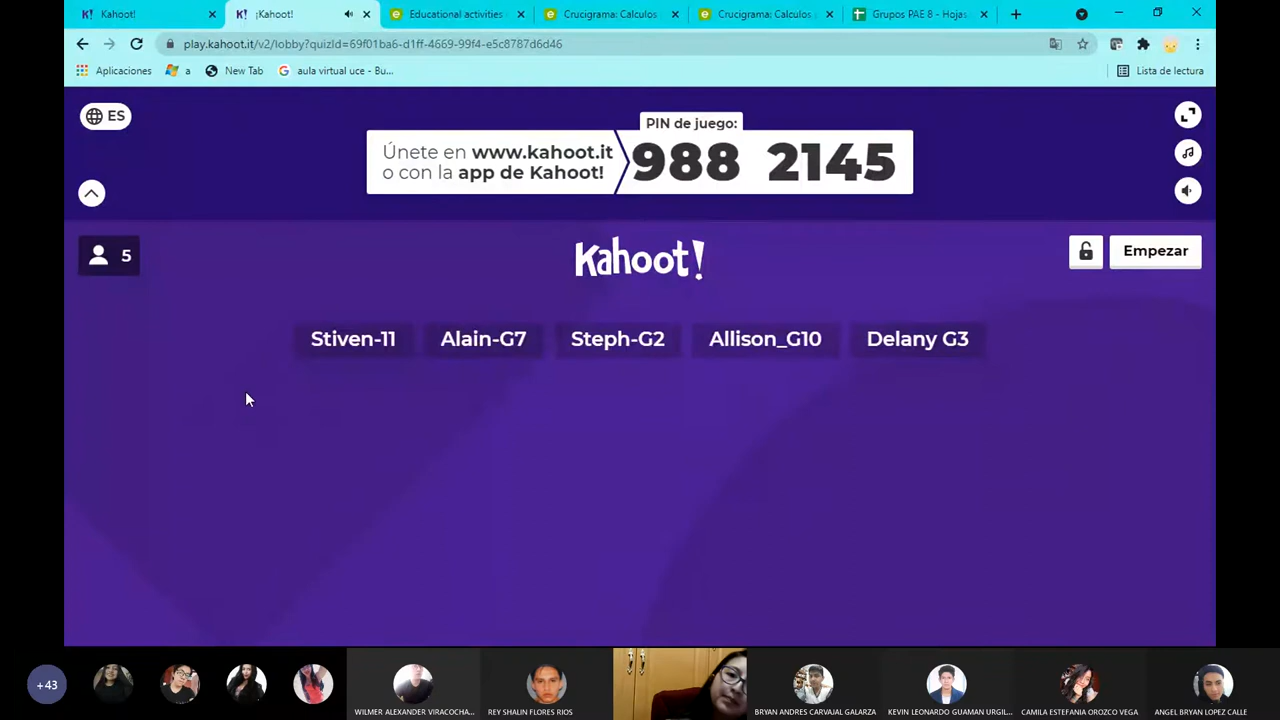 Kahoot!
¡Kahoot!
Educational activities
Crucigrama: Calculos
Crucigrama: Calculos
Grupos PAE 8 - Hojas
play.kahoot.it/v2/lobby?quizId=69f01ba6-d1ff-4669-99f4-e5c8787d6d46
Aplicaciones
a
New Tab
aula virtual uce - Bu...
Lista de lectura
ES
Únete en www.kahoot.it
o con la app de Kahoot!
PIN de juego:
988 2145
5
Kahoot!
Empezar
Stiven-11
Alain-G7
Steph-G2
Allison_G10
Delany G3
+43
WILMER ALEXANDER VIRACOCHA...
REY SHALIN FLORES RIOS
BRYAN ANDRES CARVAJAL GALARZA
KEVIN LEONARDO GUAMAN URGIL...
CAMILA ESTEFANIA OROZCO VEGA
ANGEL BRYAN LOPEZ CALLE